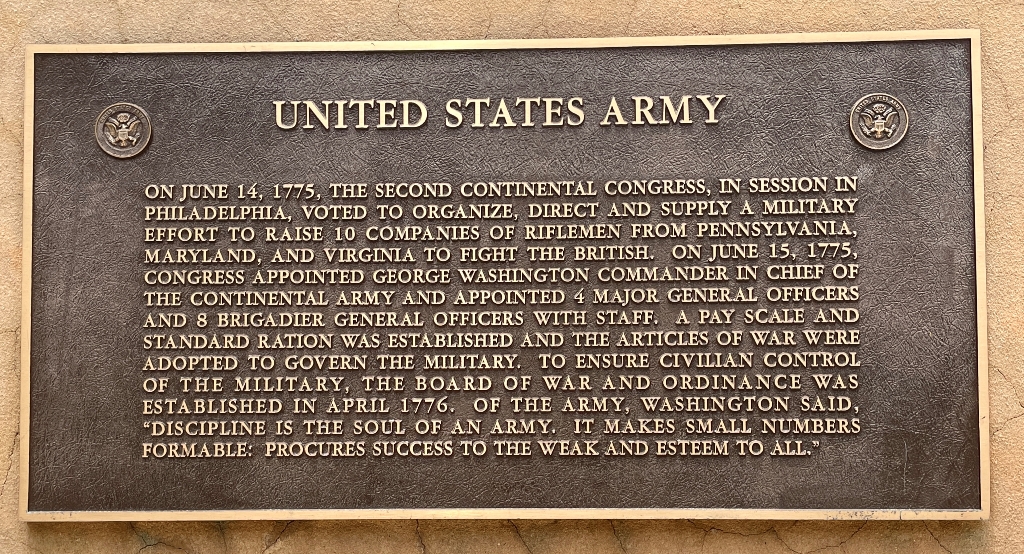 UNITED STATES ARMY
ON JUNE 14, 1775, THE SECOND CONTINENTAL CONGRESS, IN SESSION IN
PHILADELPHIA, VOTED TO ORGANIZE, DIRECT AND SUPPLY A MILITARY
EFFORT TO RAISE 10 COMPANIES OF RIFLEMEN FROM PENNSYLVANIA,
MARYLAND, AND VIRGINIA TO FIGHT THE BRITISH. ON JUNE 15, 1775,
CONGRESS APPOINTED GEORGE WASHINGTON COMMANDER IN CHIEF OF
THE CONTINENTAL ARMY AND APPOINTED 4 MAJOR GENERAL OFFICERS
AND 8 BRIGADIER GENERAL OFFICERS WITH STAFF. A PAY SCALE AND
STANDARD RATION WAS ESTABLISHED AND THE ARTICLES OF WAR WERE
ADOPTED TO GOVERN THE MILITARY. TO ENSURE CIVILIAN CONTROL
OF THE MILITARY, THE BOARD OF WAR AND ORDINANCE WAS
ESTABLISHED IN APRIL 1776. OF THE ARMY, WASHINGTON SAID,
“DISCIPLINE IS THE SOUL OF AN ARMY. IT MAKES SMALL NUMBERS
FORMABLE: PROCURES SUCCESS TO THE WEAK AND ESTEEM TO ALL.”